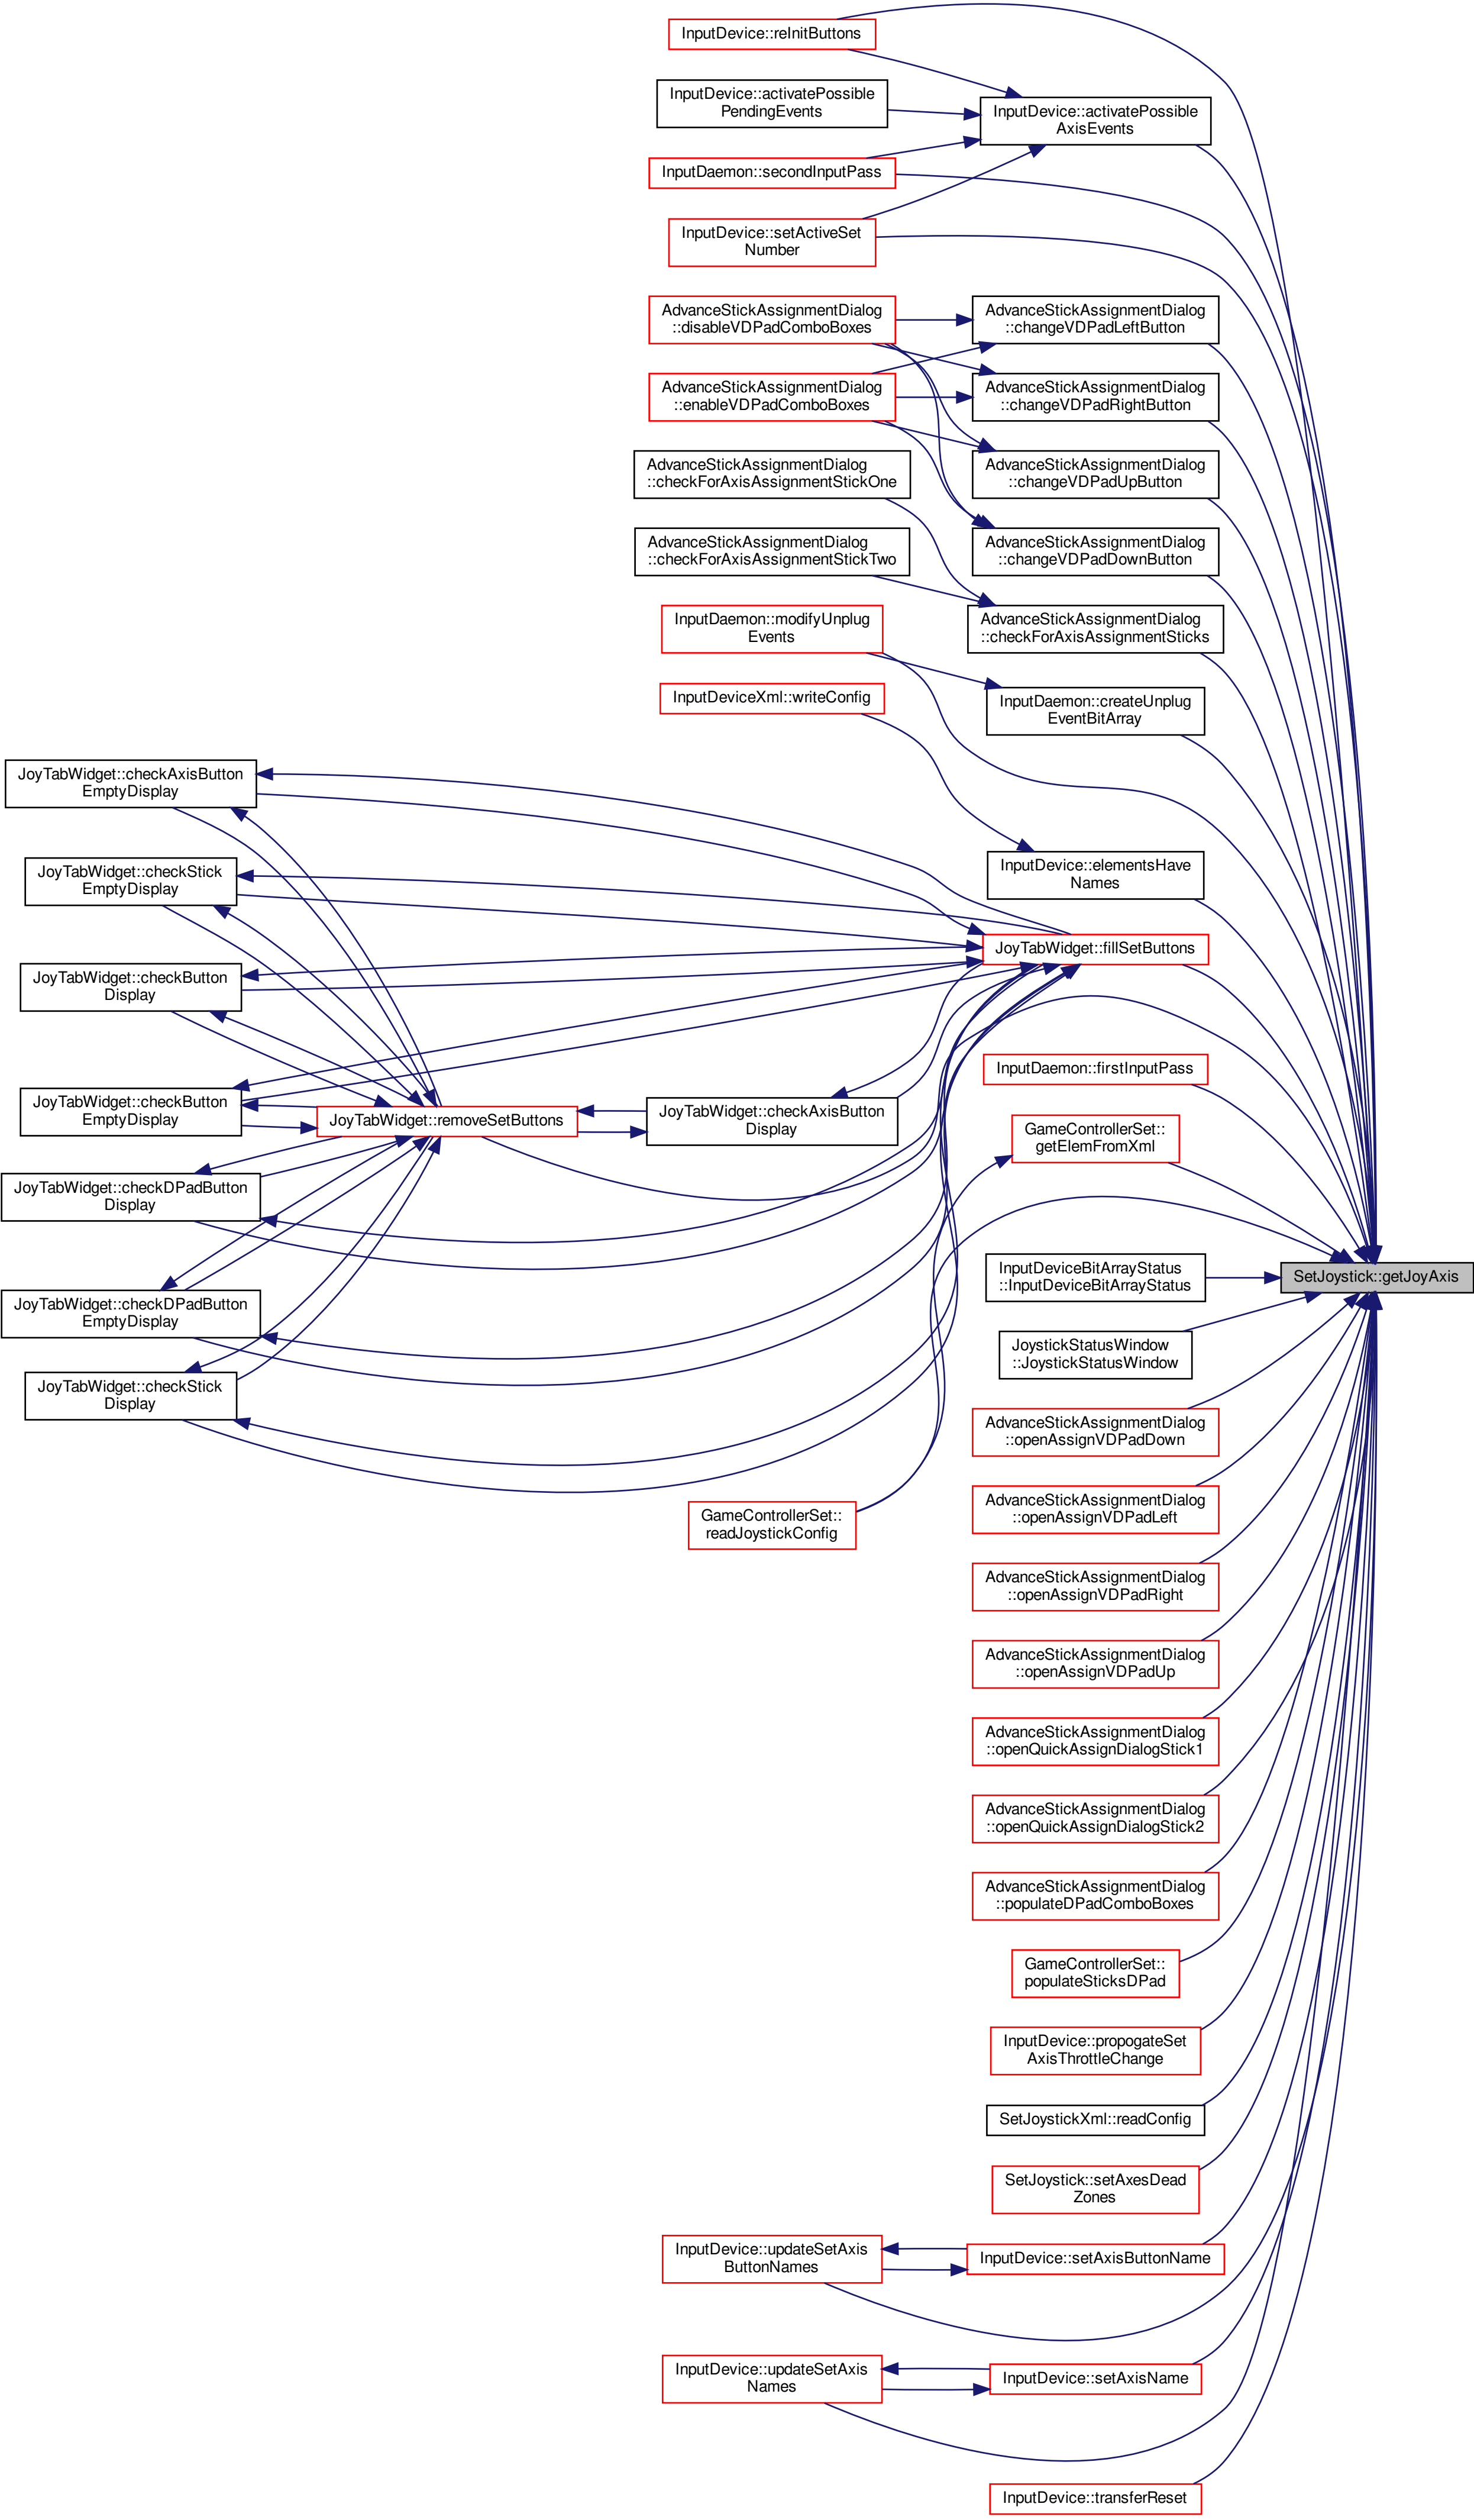 InputDevice::reInitButtons
InputDevice::activatePossible
PendingEvents
InputDevice::activatePossible
AxisEvents
InputDaemon::secondInputPass
InputDevice::setActiveSet
Number
AdvanceStickAssignmentDialog
::disableVDPadComboBoxes
AdvanceStickAssignmentDialog
::changeVDPadLeftButton
AdvanceStickAssignmentDialog
::enableVDPadComboBoxes
AdvanceStickAssignmentDialog
::changeVDPadRightButton
AdvanceStickAssignmentDialog
::checkForAxisAssignmentStickOne
AdvanceStickAssignmentDialog
::changeVDPadUpButton
AdvanceStickAssignmentDialog
::checkForAxisAssignmentStickTwo
AdvanceStickAssignmentDialog
::changeVDPadDownButton
InputDaemon::modifyUnplug
Events
AdvanceStickAssignmentDialog
::checkForAxisAssignmentSticks
InputDeviceXml::writeConfig
InputDaemon::createUnplug
EventBitArray
JoyTabWidget::checkAxisButton
EmptyDisplay
JoyTabWidget::checkStick
EmptyDisplay
InputDevice::elementsHave
Names
JoyTabWidget::fillSetButtons
JoyTabWidget::checkButton
Display
InputDaemon::firstInputPass
JoyTabWidget::checkButton
EmptyDisplay
JoyTabWidget::removeSetButtons
JoyTabWidget::checkAxisButton
Display
GameControllerSet::
getElemFromXml
JoyTabWidget::checkDPadButton
Display
InputDeviceBitArrayStatus
::InputDeviceBitArrayStatus
SetJoystick::getJoyAxis
JoyTabWidget::checkDPadButton
EmptyDisplay
JoystickStatusWindow
::JoystickStatusWindow
JoyTabWidget::checkStick
Display
AdvanceStickAssignmentDialog
::openAssignVDPadDown
GameControllerSet::
readJoystickConfig
AdvanceStickAssignmentDialog
::openAssignVDPadLeft
AdvanceStickAssignmentDialog
::openAssignVDPadRight
AdvanceStickAssignmentDialog
::openAssignVDPadUp
AdvanceStickAssignmentDialog
::openQuickAssignDialogStick1
AdvanceStickAssignmentDialog
::openQuickAssignDialogStick2
AdvanceStickAssignmentDialog
::populateDPadComboBoxes
GameControllerSet::
populateSticksDPad
InputDevice::propogateSet
AxisThrottleChange
SetJoystickXml::readConfig
SetJoystick::setAxesDead
Zones
InputDevice::updateSetAxis
ButtonNames
InputDevice::setAxisButtonName
InputDevice::updateSetAxis
Names
InputDevice::setAxisName
InputDevice::transferReset